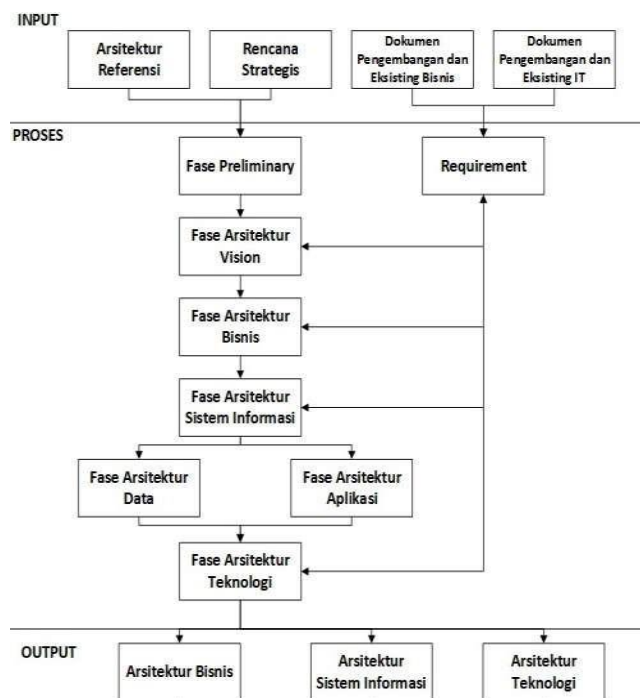 INPUT
Arsitektur
Referensi
Rencana
Strategis
Dokumen
Pengembangan dan
Eksisting Bisnis
Dokumen
Pengembangan dan
Eksisting IT
PROSES
Fase Preliminary
Requirement
Fase Arsitektur
Vision
Fase Arsitektur
Bisnis
Fase Arsitektur
Sistem Informasi
Fase Arsitektur
Data
Fase Arsitektur
Aplikasi
Fase Arsitektur
Teknologi
OUTPUT
Arsitektur Bisnis
Arsitektur
Sistem Informasi
Arsitektur
Teknologi